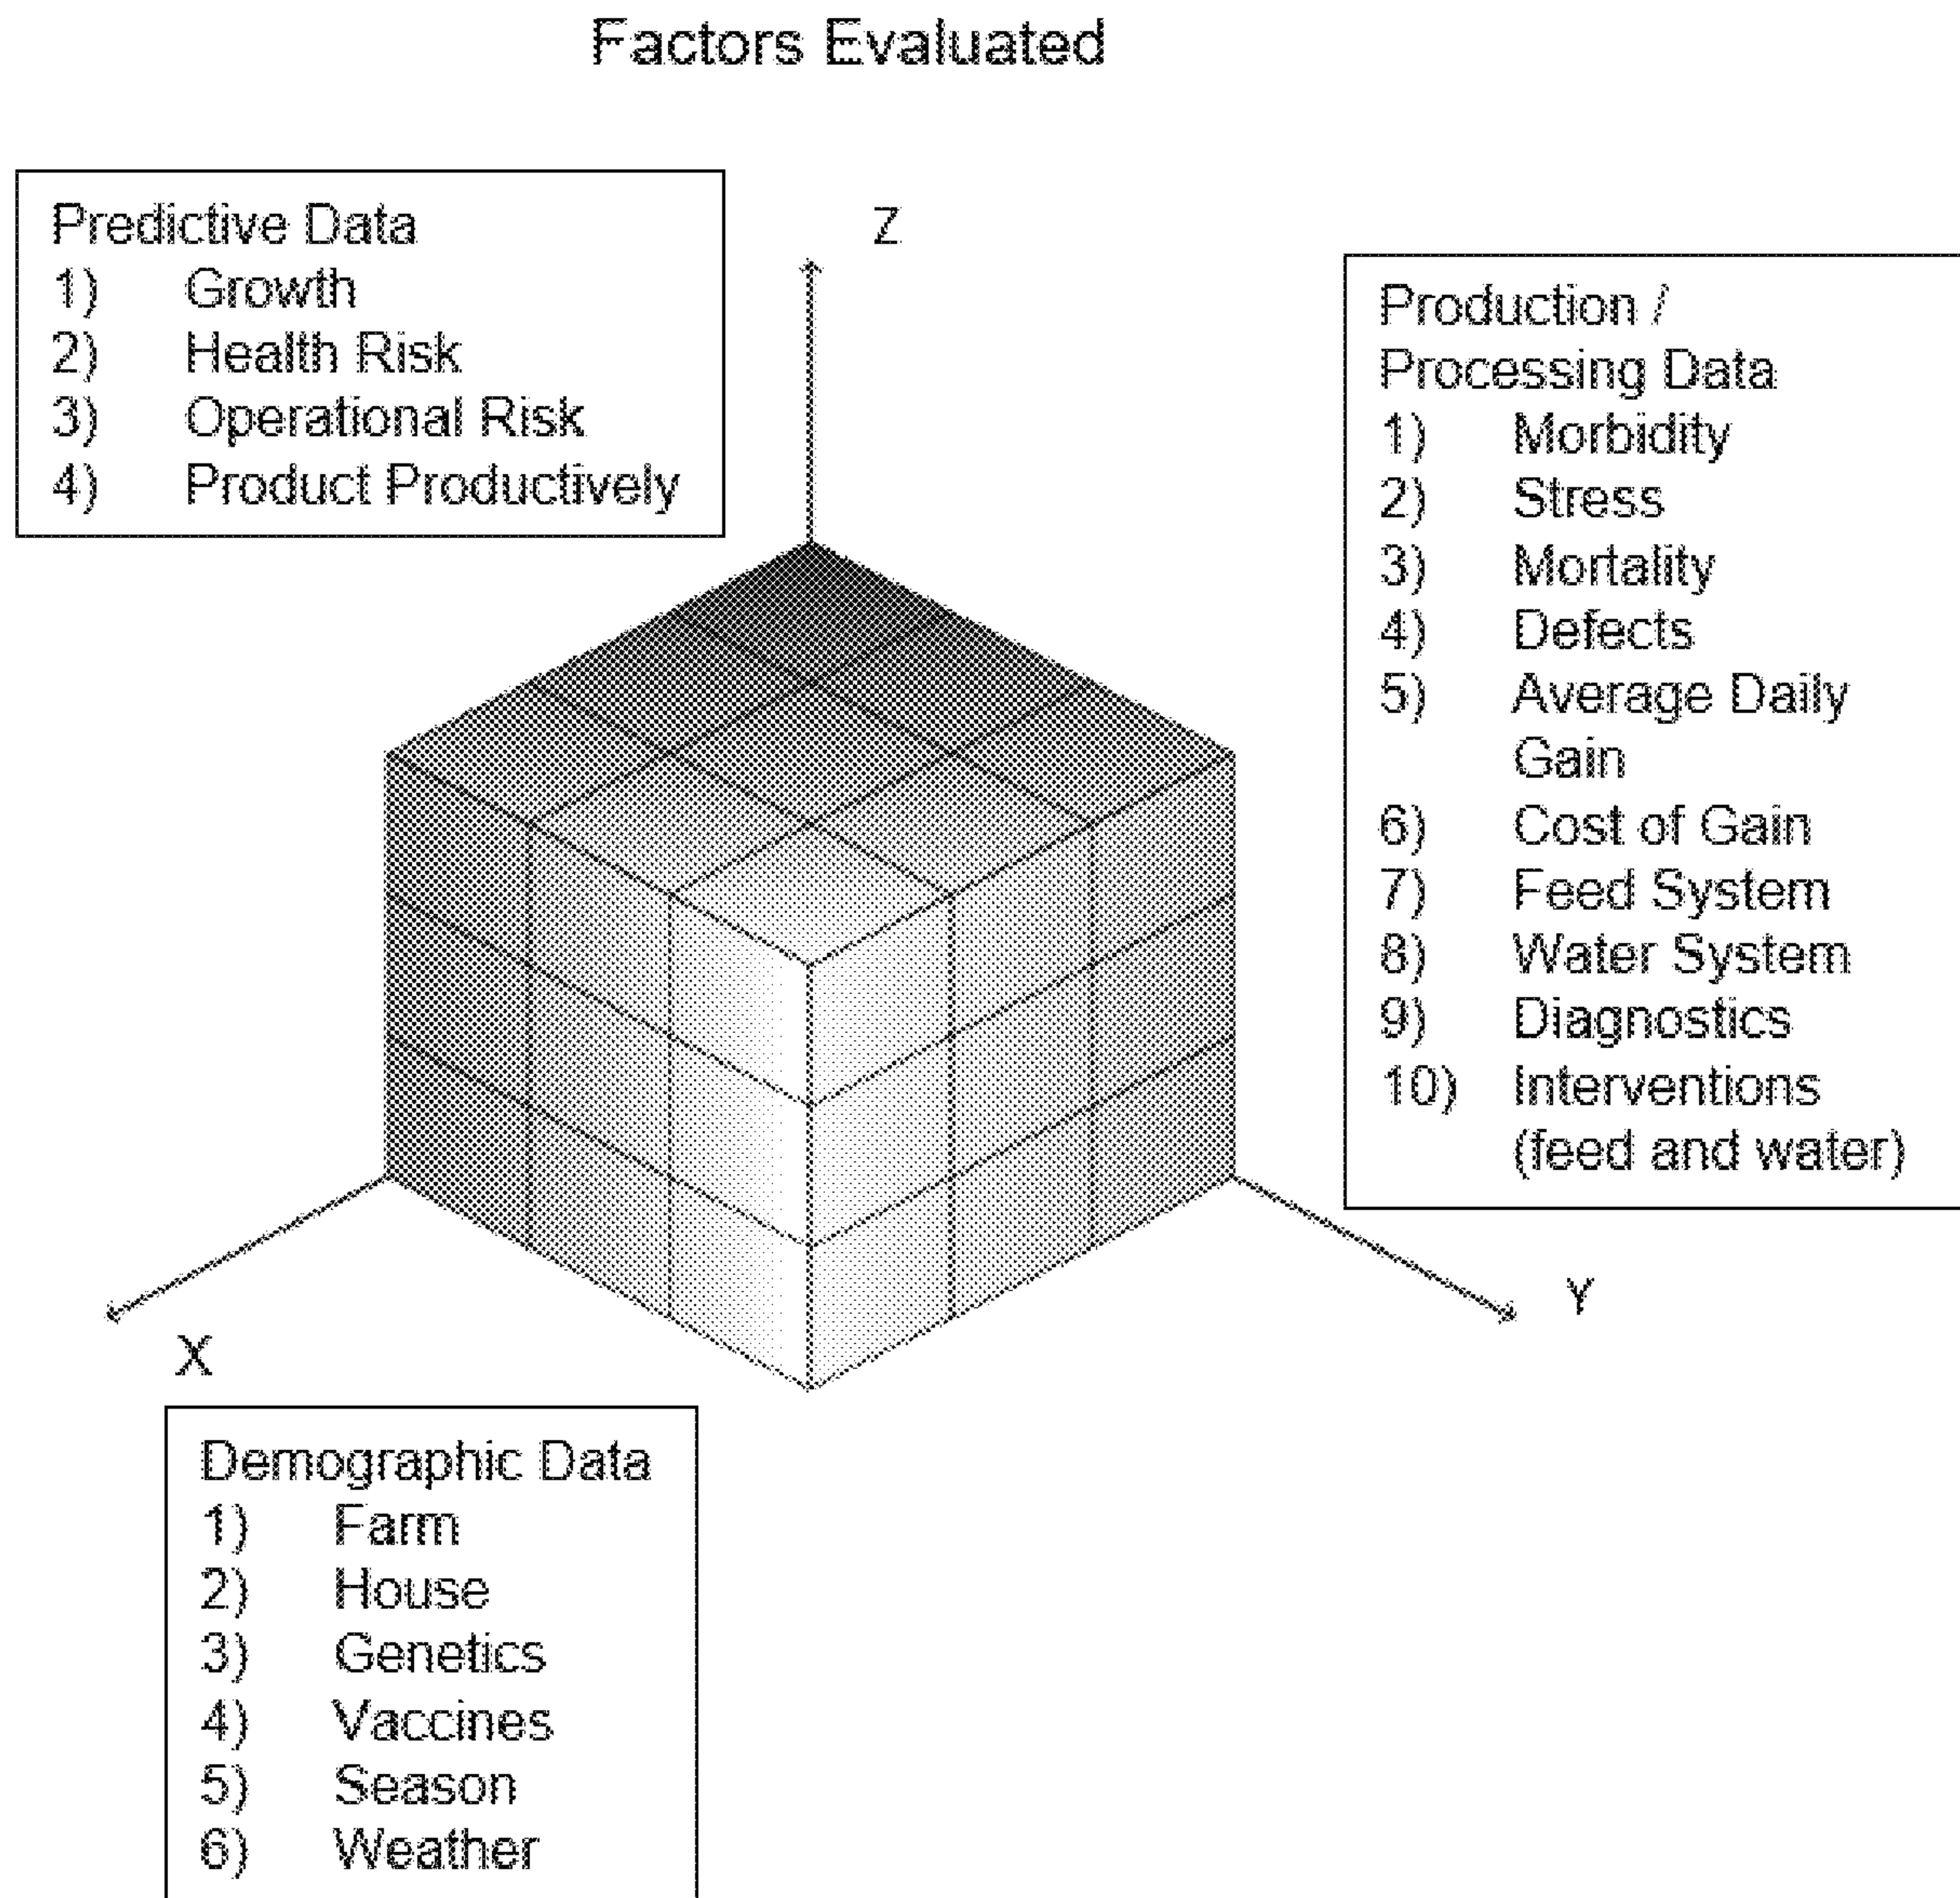 Factors Evaluated
Predictive Data
1) Growth
2) Health Risk
3) Operational Risk
4) Product Productively
Z
Production /
Processing Data
1) Morbidity
2) Stress
3) Mortality
4) Defects
5) Average Daily
Gain
6) Cost of Gain
7) Feed System
8) Water System
9) Diagnostics
10) Interventions
(feed and water)
Y
X
Demographic Data
1) Farm
2) House
3) Genetics
4) Vaccines
5) Season
6) Weather